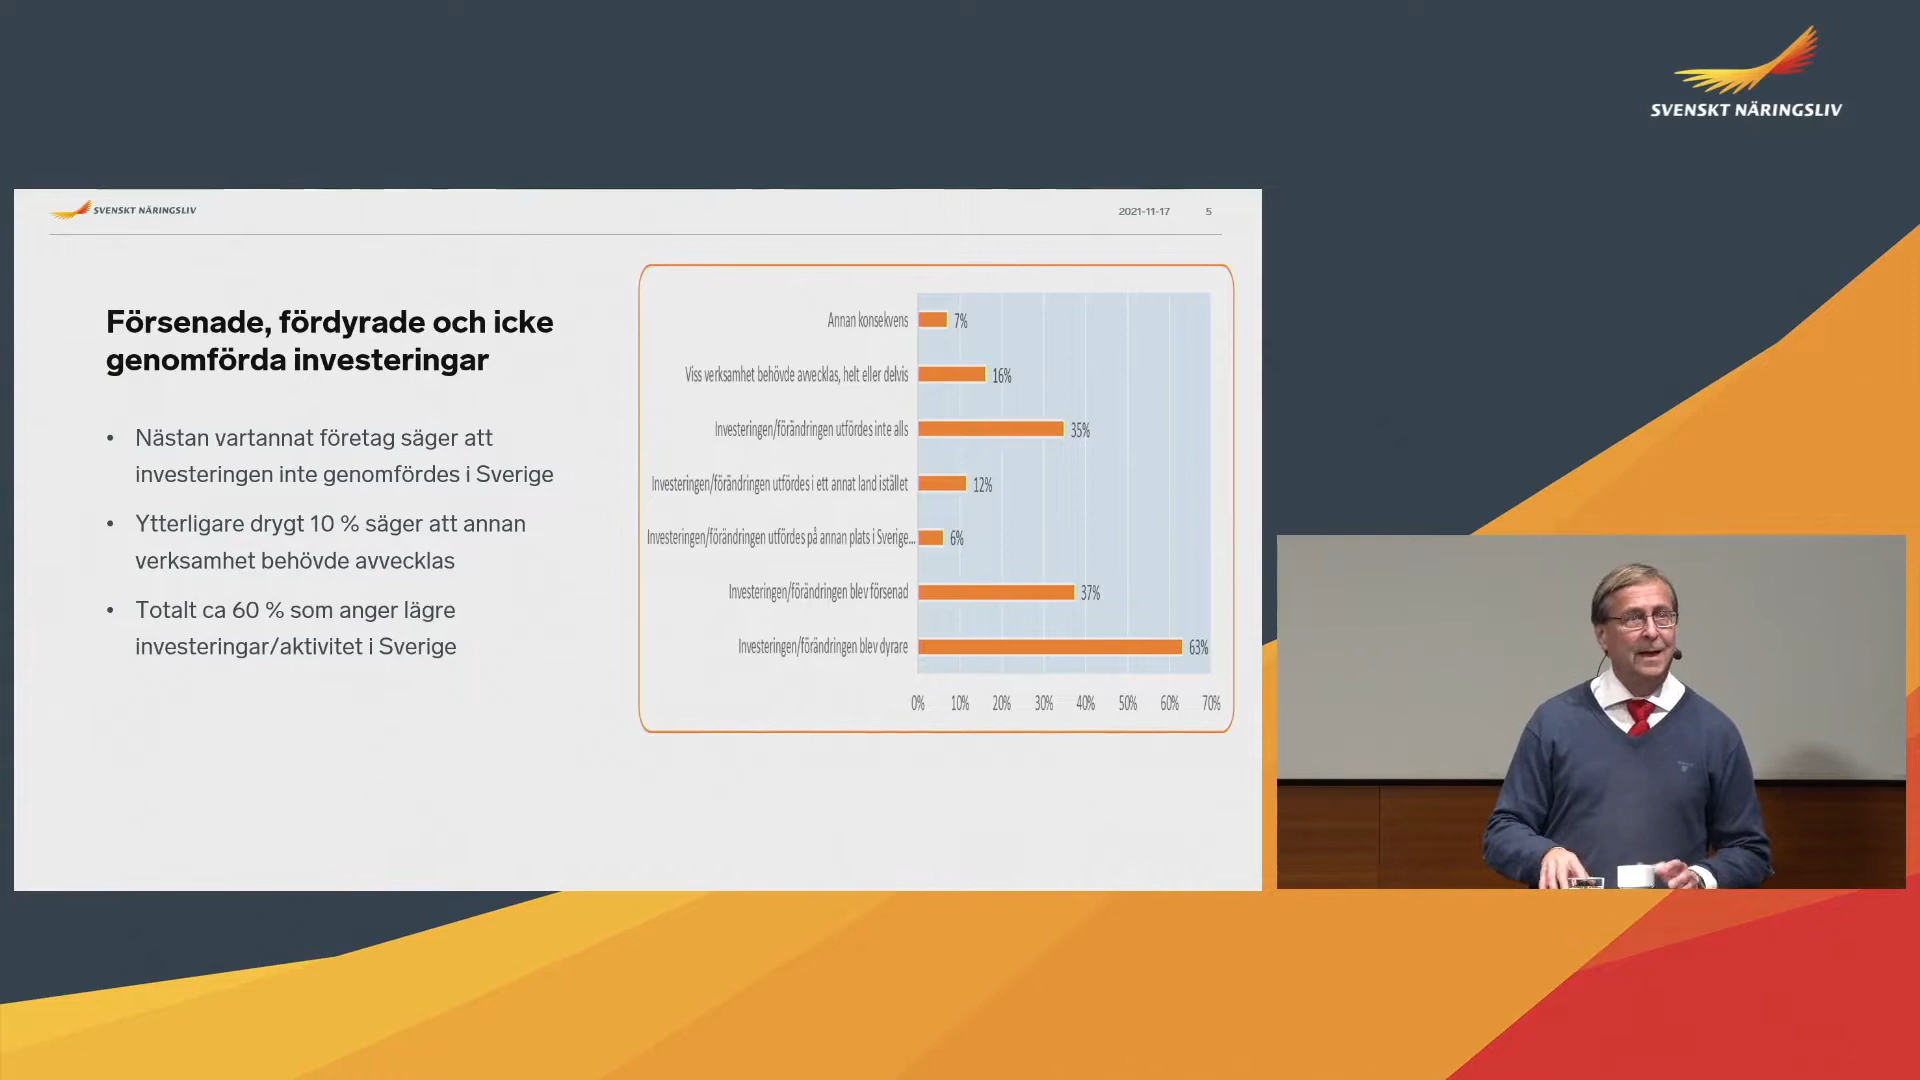 SVENSKT NÄRINGSLIV
SVENSKT NÄRINGSLIV
2021-11-17
5
Försenade, fördyrade och icke
genomförda investeringar
• Nästan vartannat företag säger att
investeringen inte genomfördes i Sverige
• Ytterligare drygt 10 % säger att annan
verksamhet behövde avvecklas
• Totalt ca 60 % som anger lägre
investeringar/aktivitet i Sverige
Annan konsekvens 7%
Viss verksamhet behövde avvecklas, helt eller delvis 16%
Investeringen/förändringen utfördes inte alls 35%
Investeringen/förändringen utfördes i ett annat land istället 12%
Investeringen/förändringen utfördes på annan plats i Sverige... 6%
Investeringen/förändringen blev försenad 37%
Investeringen/förändringen blev dyrare 63%
0% 10% 20% 30% 40% 50% 60% 70%